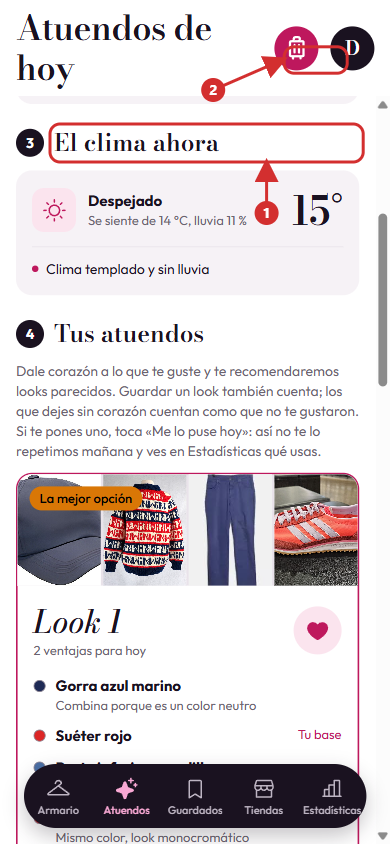 Atuendos de
hoy
D
2
3 El clima ahora
Despejado
Se siente de 14 °C, lluvia 11 %
1
15°
Clima templado y sin lluvia
4 Tus atuendos
Dale corazón a lo que te guste y te recomendaremos
looks parecidos. Guardar un look también cuenta; los
que dejes sin corazón cuentan como que no te gustaron.
Si te pones uno, toca «Me lo puse hoy»: así no te lo
repetimos mañana y ves en Estadísticas qué usas.
La mejor opción
Look 1
2 ventajas para hoy
Gorra azul marino
Combina porque es un color neutro
Suéter rojo
Tu base
Armario
Atuendos
Guardados
Tiendas
Estadísticas
Mismo color, look monocromático